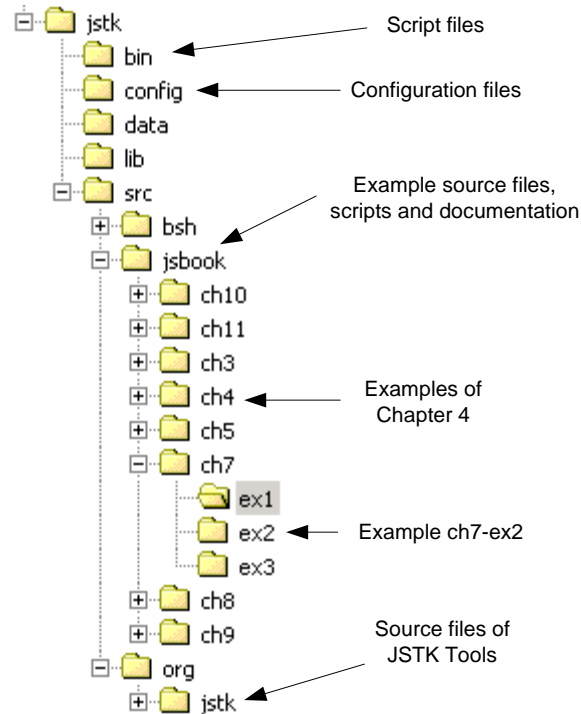 jstk
Script files
bin
config
Configuration files
data
lib
src
Example source files,
scripts and documentation
bsh
jsbook
ch10
ch11
ch3
ch4
Examples of
Chapter 4
ch5
ch7
ex1
ex2
Example ch7-ex2
ex3
ch8
ch9
Source files of
JSTK Tools
org
jstk